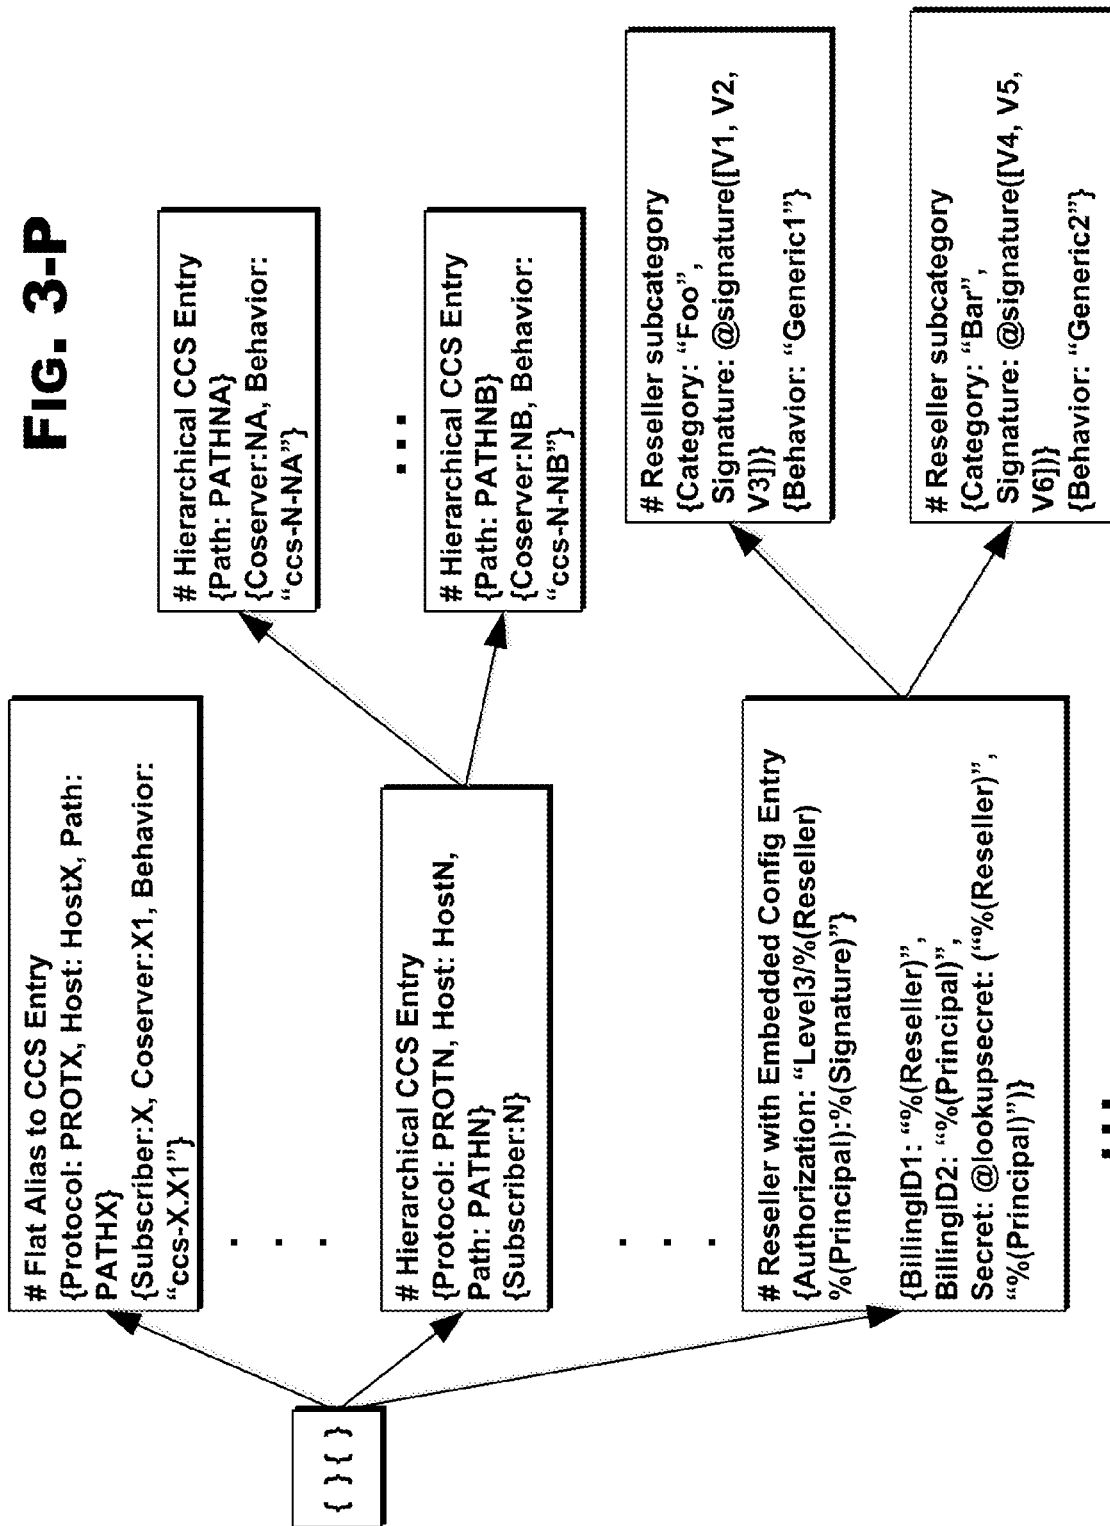 FIG. 3-P
{ } { }
# Flat Alias to CCS Entry
{Protocol: PROTX, Host: HostX, Path:
PATHX}
{Subscriber:X, Coserver:X1, Behavior:
“ccs-X.X1”}
. . . .
# Hierarchical CCS Entry
{Protocol: PROTN, Host: HostN,
Path: PATHN}
{Subscriber:N}
. . . .
# Reseller with Embedded Config Entry
{Authorization: “Level3/%(Reseller)
%(Principal):%(Signature)”}
{BillingID1: “%(Reseller)”,
BillingID2: “%(Principal)”,
Secret: @lookupsecret: (“%(Reseller)”,
“%(Principal)”)}
...
# Hierarchical CCS Entry
{Path: PATHNA}
{Coserver:NA, Behavior:
“ccs-N-NA”}
...
# Hierarchical CCS Entry
{Path: PATHNB}
{Coserver:NB, Behavior:
“ccs-N-NB”}
# Reseller subcategory
{Category: “Foo”,
Signature: @signature([V1, V2,
V3])}
{Behavior: “Generic1”}
# Reseller subcategory
{Category: “Bar”,
Signature: @signature([V4, V5,
V6])}
{Behavior: “Generic2”}